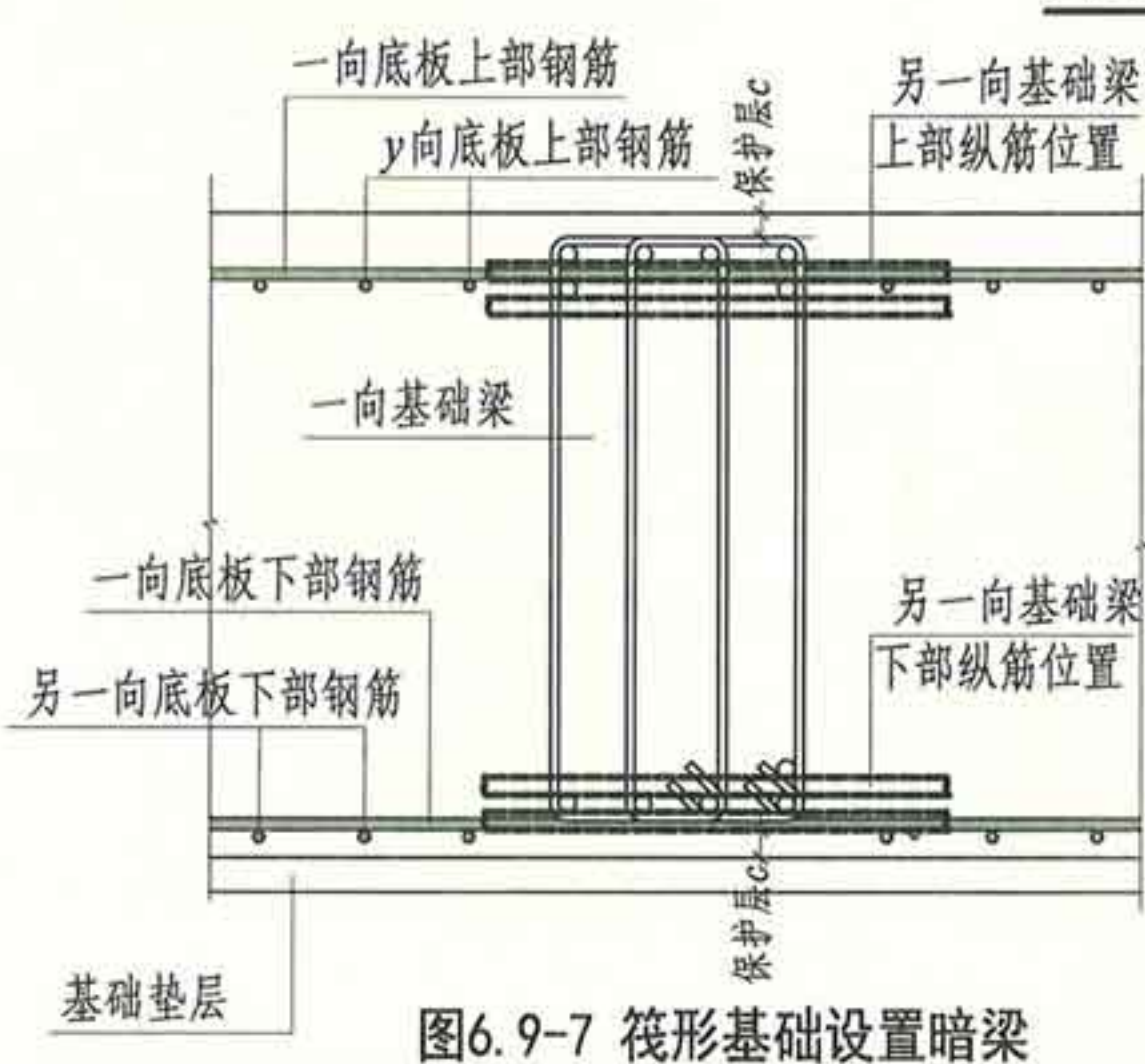 一向底板上部钢筋
y向底板上部钢筋
保护层c
另一向基础梁
上部纵筋位置
一向基础梁
一向底板下部钢筋
另一向底板下部钢筋
另一向基础梁
下部纵筋位置
保护层c
基础垫层
图6.9-7 筏形基础设置暗梁